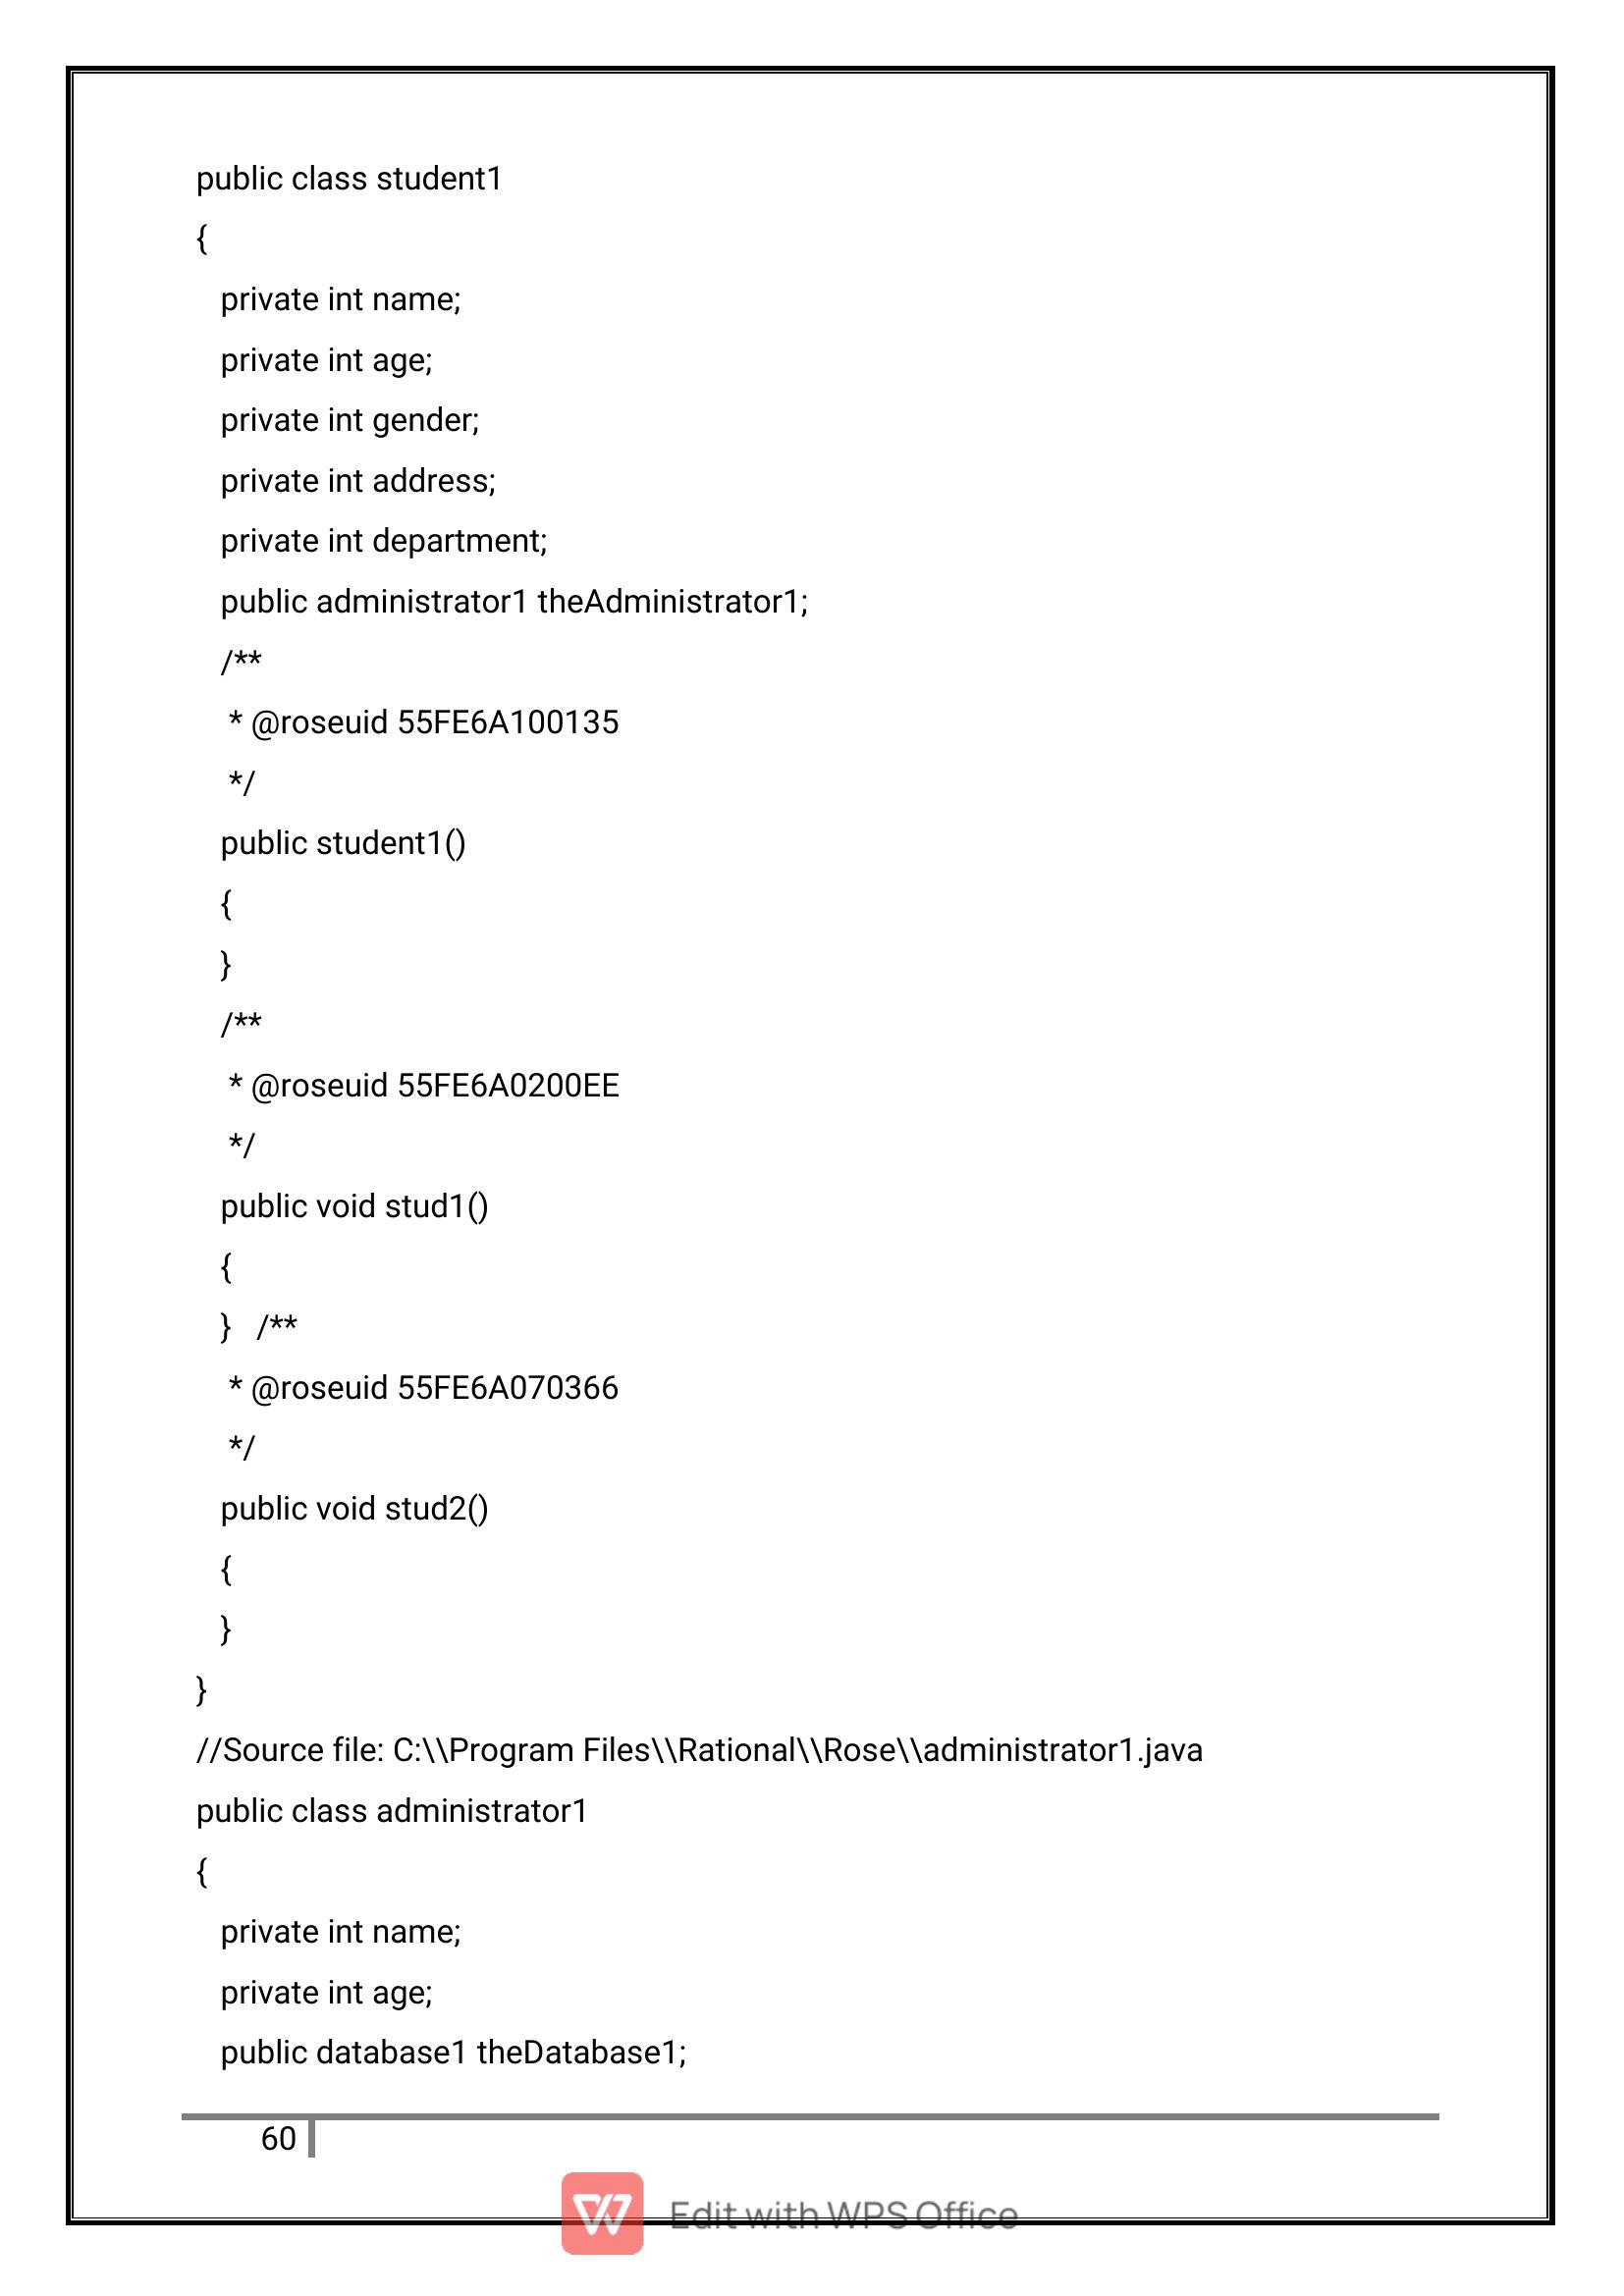 public class student1
{
private int name;
private int age;
private int gender;
private int address;
private int department;
public administrator1 theAdministrator1;
/**
* @roseuid 55FE6A100135
*/
public student1()
{
}
/**
* @roseuid 55FE6A0200EE
*/
public void stud1()
{
} /**
* @roseuid 55FE6A070366
*/
public void stud2()
{
}
}
//Source file: C:\\Program Files\\Rational\\Rose\\administrator1.java
public class administrator1
{
private int name;
private int age;
public database1 theDatabase1;
60
Edit with WPS Office